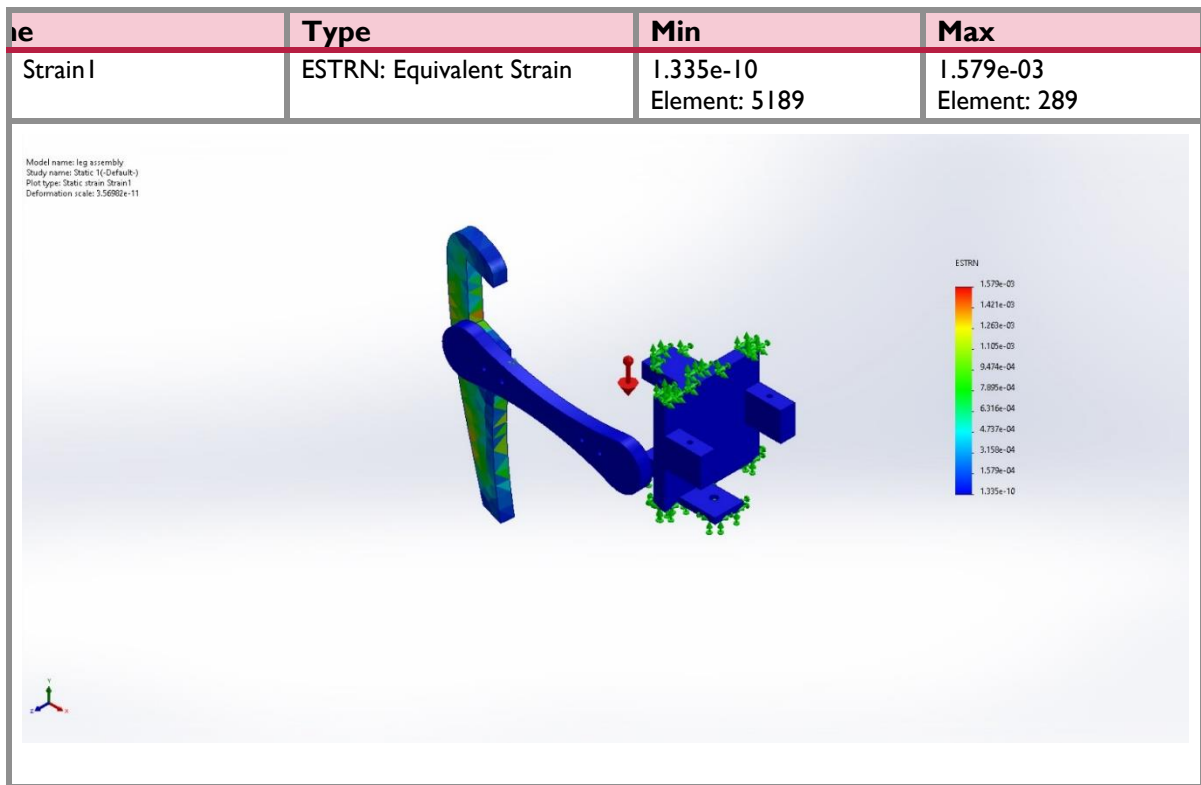 ne Type Min Max
Strain1 ESTRN: Equivalent Strain 1.335e-10 1.579e-03
Element: 5189 Element: 289
Model name: leg assembly
Study name: Static 1(-Default-)
Plot type: Static strain Strain1
Deformation scale: 3.56982e-11
ESTRN
1.579e-03
1.421e-03
1.263e-03
1.105e-03
9.474e-04
7.895e-04
6.316e-04
4.737e-04
3.158e-04
1.579e-04
1.335e-10
Y
Z X